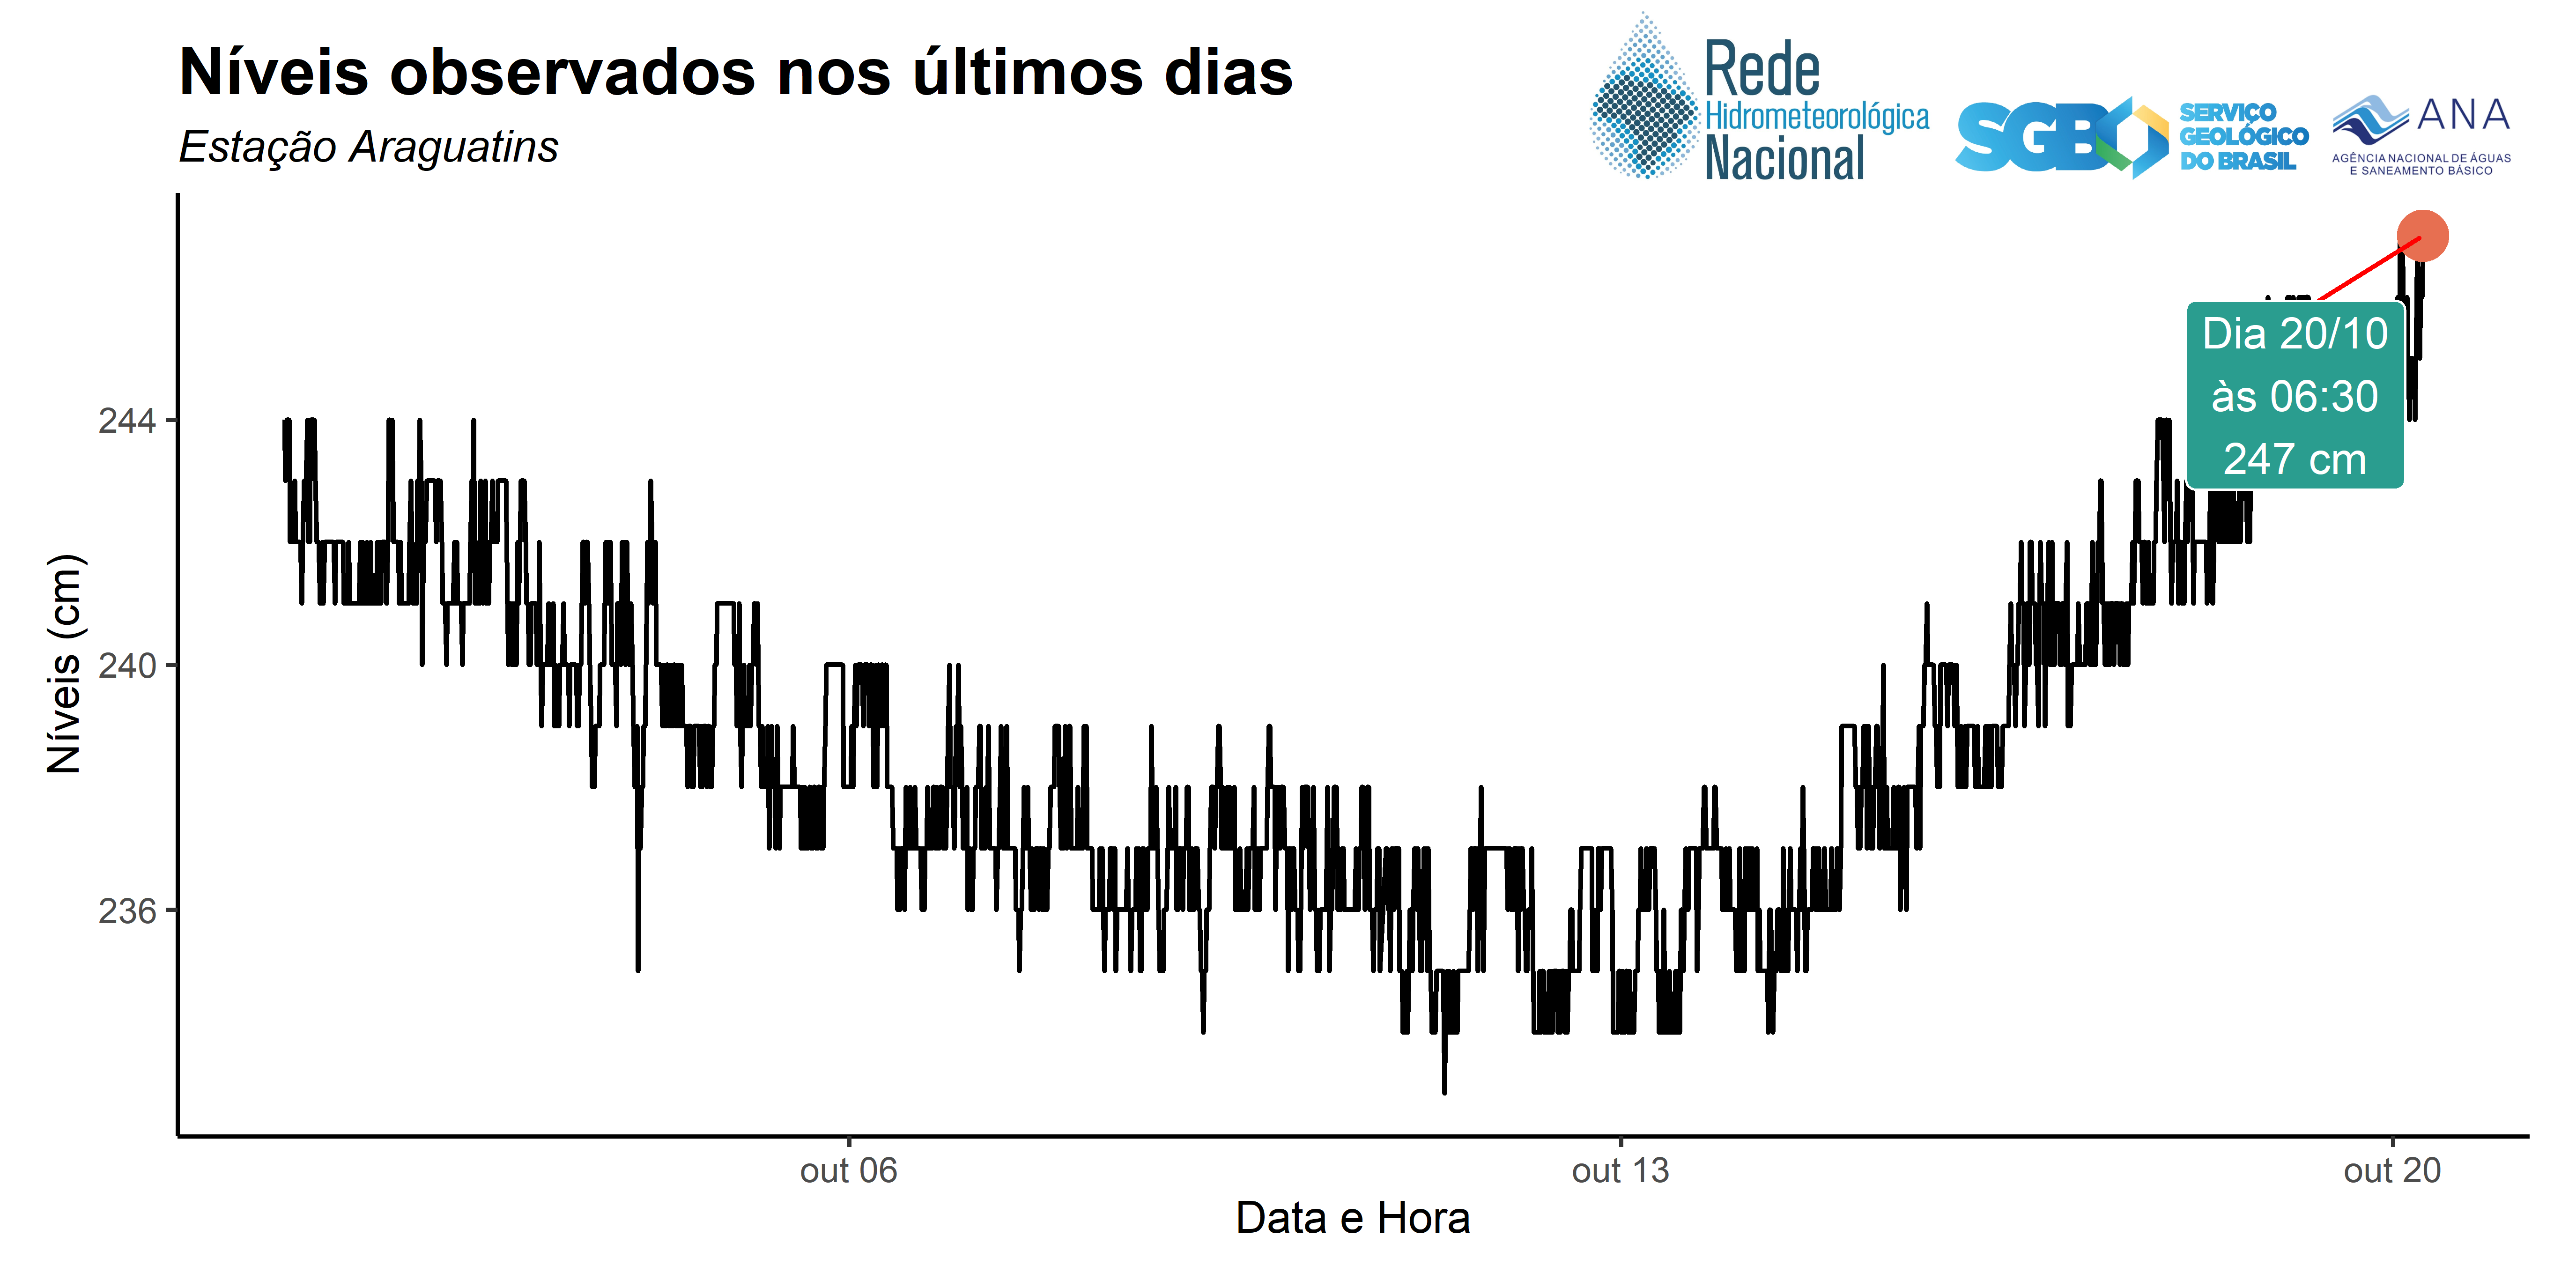 Níveis observados nos últimos dias
Estação Araguatins
Rede
Hidrometeorológica
Nacional
SGB
SERVIÇO
GEOLÓGICO
DO BRASIL
ANA
AGÊNCIA NACIONAL DE ÁGUAS
E SANEAMENTO BÁSICO
Níveis (cm)
244
240
236
Dia 20/10
às 06:30
247 cm
out 06
out 13
out 20
Data e Hora